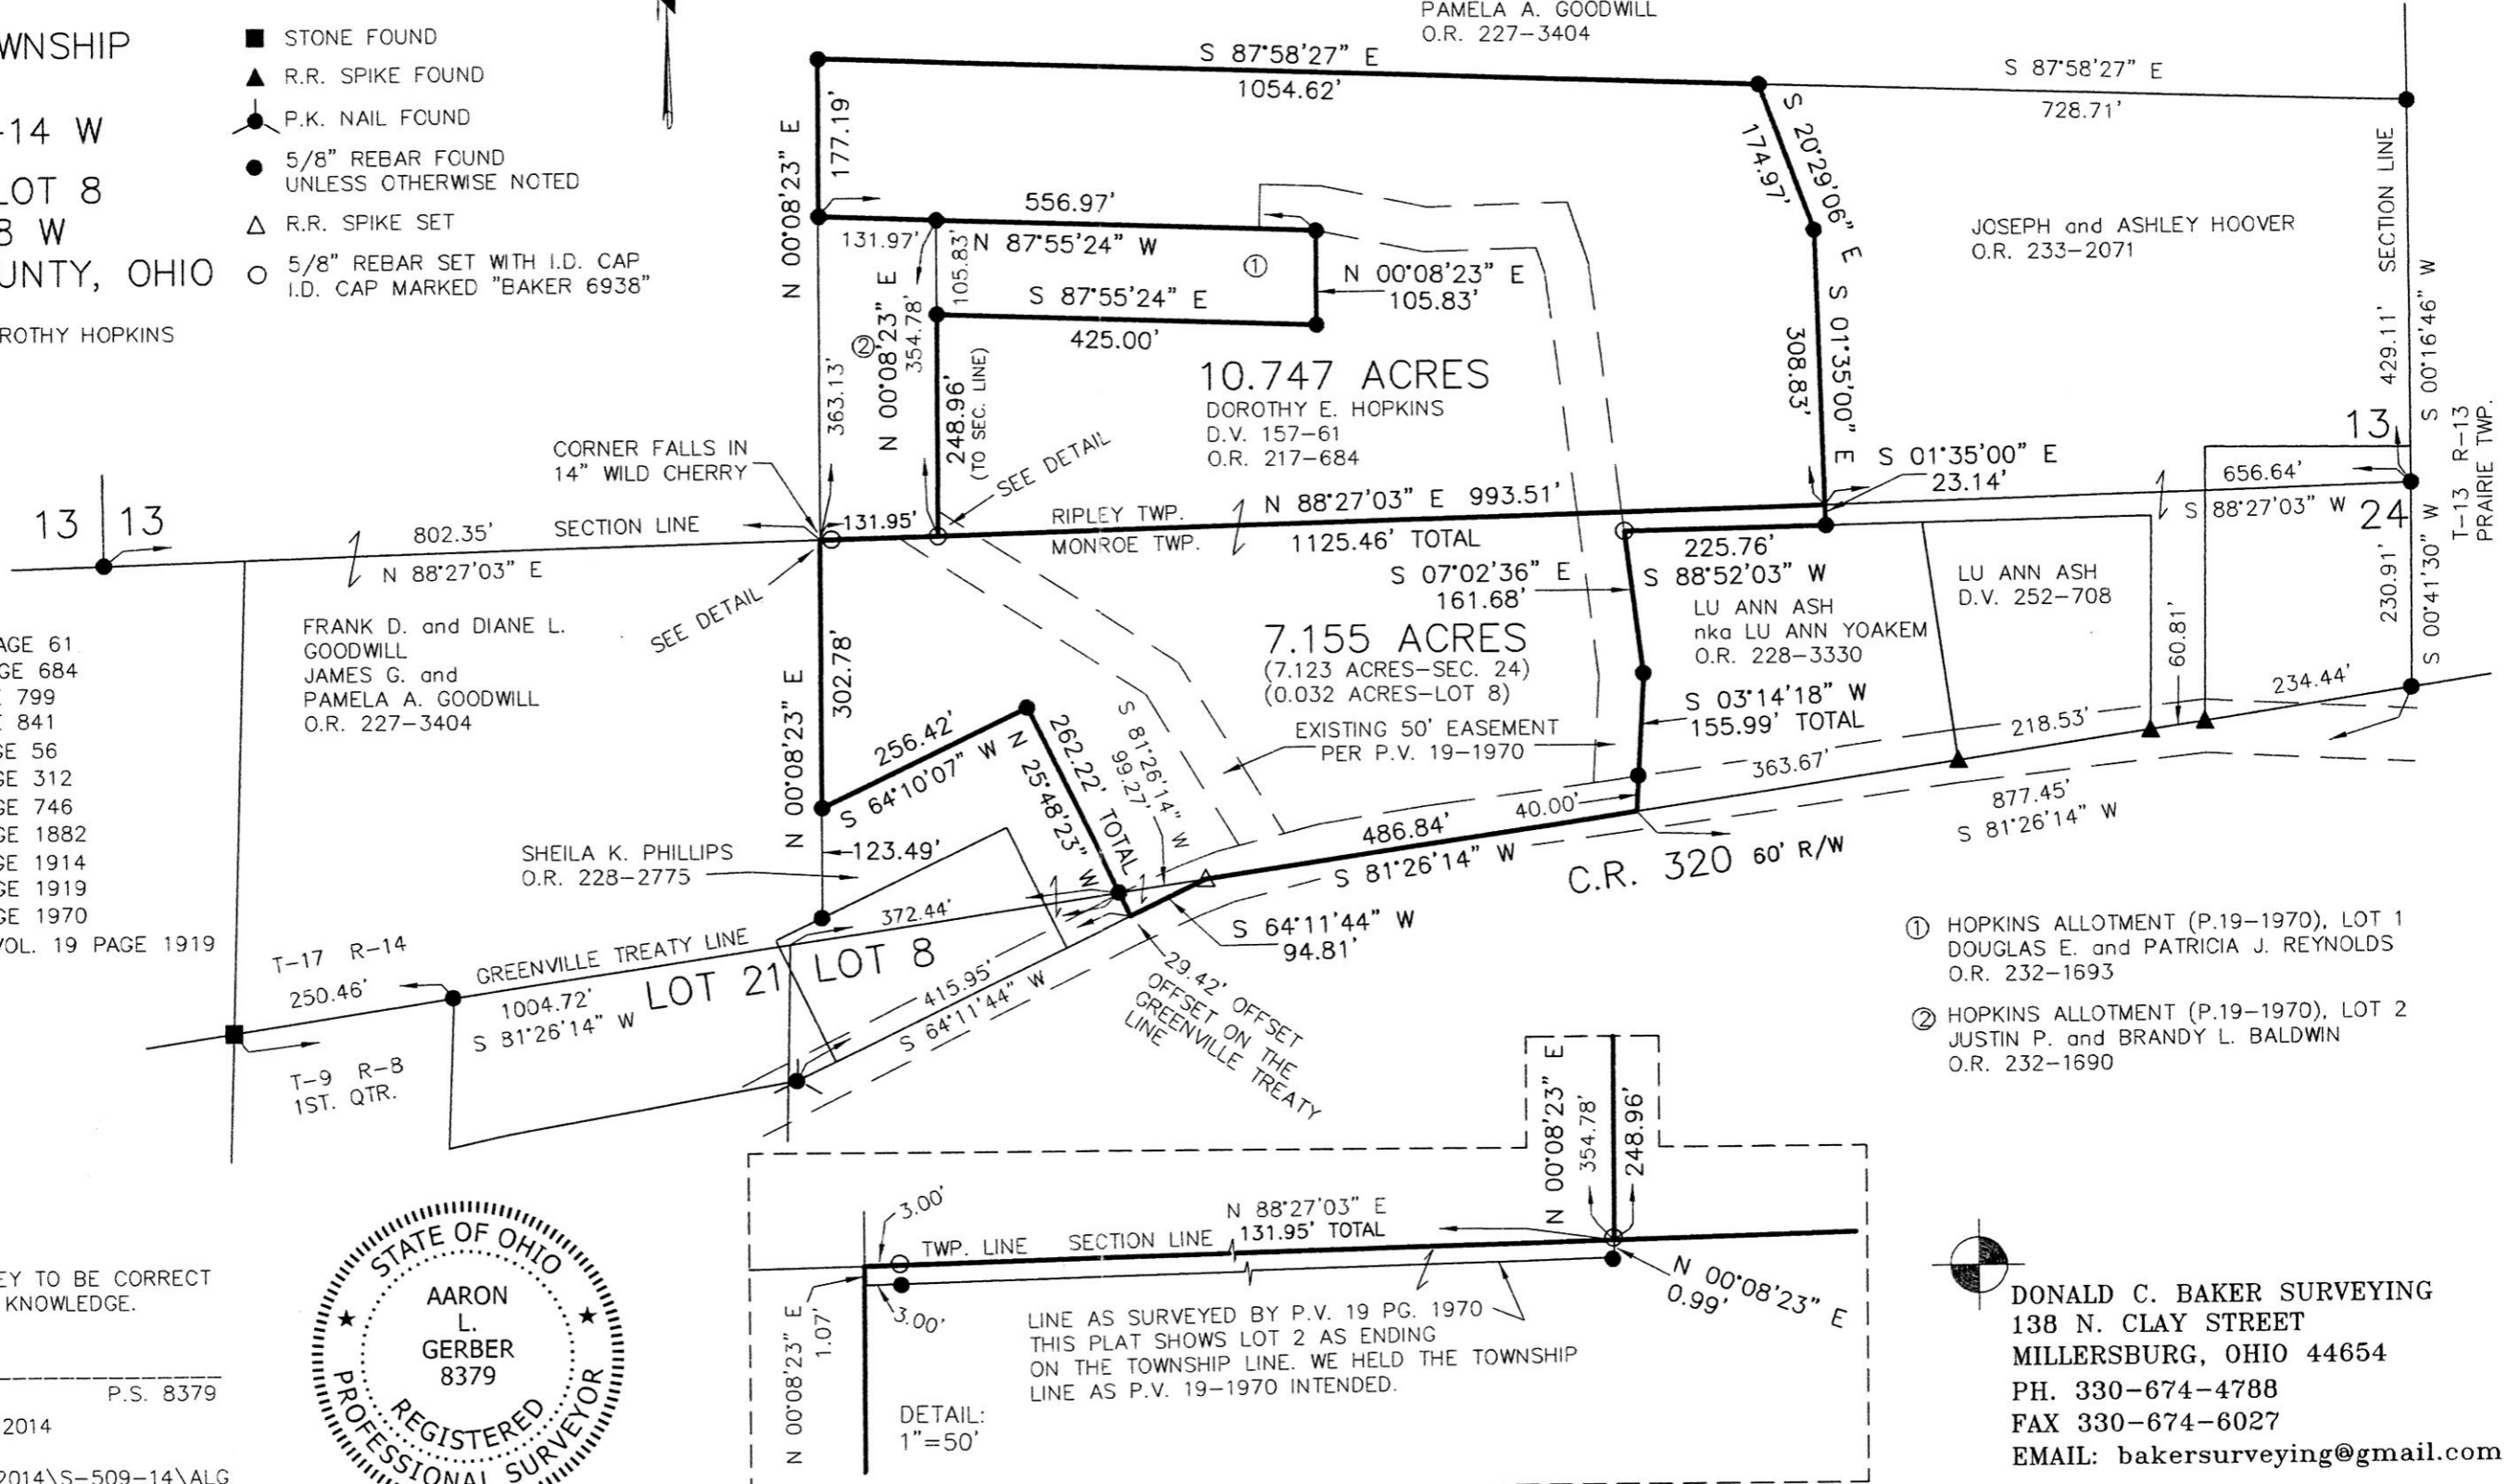 WNSHIP
-14 W
LOT 8
8 W
UNTY, OHIO
ROTHY HOPKINS
STONE FOUND
R.R. SPIKE FOUND
P.K. NAIL FOUND
5/8" REBAR FOUND
UNLESS OTHERWISE NOTED
R.R. SPIKE SET
5/8" REBAR SET WITH I.D. CAP
I.D. CAP MARKED "BAKER 6938"
PAMELA A. GOODWILL
O.R. 227-3404
S 87°58'27" E
1054.62'
S 87°58'27" E
728.71'
N 00°08'23" E
177.19'
S 20°29'06" E
174.97'
556.97'
131.97'
N 87°55'24" W
105.83'
①
N 00°08'23" E
105.83'
S 87°55'24" E
425.00'
②
N 00°08'23" E
354.78'
363.13'
248.96'
(TO SEC. LINE)
SEE DETAIL
10.747 ACRES
DOROTHY E. HOPKINS
D.V. 157-61
O.R. 217-684
JOSEPH and ASHLEY HOOVER
O.R. 233-2071
S 01°35'00" E
308.83'
SECTION LINE
429.11'
S 00°16'46" W
T-13 R-13
PRAIRIE TWP.
13
24
S 01°35'00" E
23.14'
656.64'
S 88°27'03" W
CORNER FALLS IN
14" WILD CHERRY
13 13
802.35'
SECTION LINE
N 88°27'03" E
131.95'
RIPLEY TWP.
MONROE TWP.
N 88°27'03" E 993.51'
1125.46' TOTAL
225.76'
S 88°52'03" W
S 07°02'36" E
161.68'
LU ANN ASH
nka LU ANN YOAKEM
O.R. 228-3330
LU ANN ASH
D.V. 252-708
60.81'
230.91'
S 00°41'30" W
234.44'
FRANK D. and DIANE L.
GOODWILL
JAMES G. and
PAMELA A. GOODWILL
O.R. 227-3404
SEE DETAIL
7.155 ACRES
(7.123 ACRES-SEC. 24)
(0.032 ACRES-LOT 8)
EXISTING 50' EASEMENT
PER P.V. 19-1970
S 03°14'18" W
155.99' TOTAL
218.53'
363.67'
40.00'
877.45'
S 81°26'14" W
N 00°08'23" E
302.78'
256.42'
S 64°10'07" W
262.22' TOTAL
N 25°48'23" W
S 81°26'14" W
99.27'
486.84'
S 81°26'14" W
C.R. 320 60' R/W
123.49'
SHEILA K. PHILLIPS
O.R. 228-2775
372.44'
S 64°11'44" W
94.81'
AGE 61
GE 684
E 799
E 841
GE 56
GE 312
GE 746
GE 1882
GE 1914
GE 1919
GE 1970
VOL. 19 PAGE 1919
T-17 R-14
250.46'
GREENVILLE TREATY LINE
1004.72'
S 81°26'14" W
LOT 21
LOT 8
415.95'
S 64°11'44" W
29.42' OFFSET
OFFSET ON THE
GREENVILLE TREATY
LINE
T-9 R-8
1ST. QTR.
① HOPKINS ALLOTMENT (P.19-1970), LOT 1
DOUGLAS E. and PATRICIA J. REYNOLDS
O.R. 232-1693
② HOPKINS ALLOTMENT (P.19-1970), LOT 2
JUSTIN P. and BRANDY L. BALDWIN
O.R. 232-1690
N 00°08'23" E
354.78'
248.96'
3.00'
TWP. LINE
SECTION LINE
N 88°27'03" E
131.95' TOTAL
N 00°08'23" E
0.99'
N 00°08'23" E
1.07'
3.00'
LINE AS SURVEYED BY P.V. 19 PG. 1970
THIS PLAT SHOWS LOT 2 AS ENDING
ON THE TOWNSHIP LINE. WE HELD THE TOWNSHIP
LINE AS P.V. 19-1970 INTENDED.
DETAIL:
1"=50'
EY TO BE CORRECT
KNOWLEDGE.
P.S. 8379
2014
2014\S-509-14\ALG
STATE OF OHIO
AARON
L.
GERBER
8379
REGISTERED
PROFESSIONAL SURVEYOR
DONALD C. BAKER SURVEYING
138 N. CLAY STREET
MILLERSBURG, OHIO 44654
PH. 330-674-4788
FAX 330-674-6027
EMAIL: bakersurveying@gmail.com